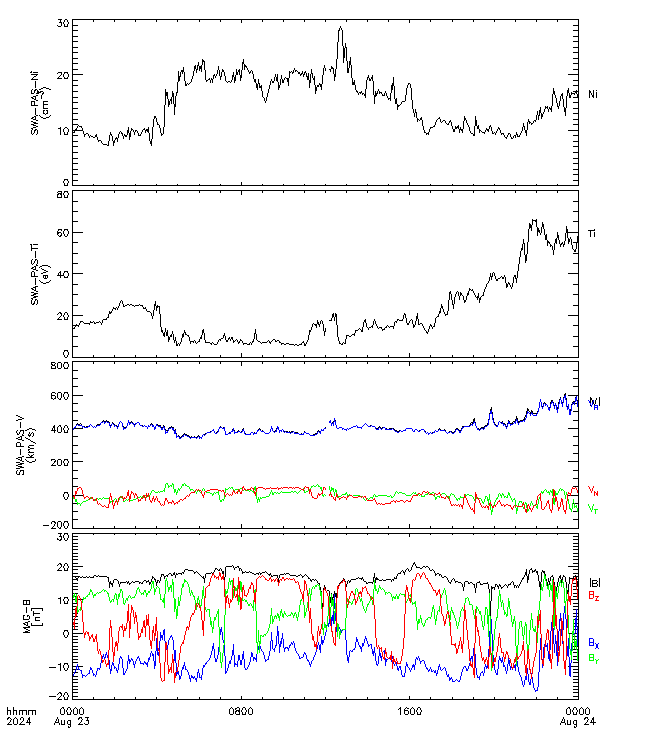 30
20
10
0
SWA-PAS-Ni
(cm⁻³)
Ni
80
60
40
20
0
SWA-PAS-Ti
(eV)
Ti
800
600
400
200
0
-200
SWA-PAS-V
(km/s)
|V|
V_R
V_N
V_T
30
20
10
0
-10
-20
MAG-B
[nT]
|B|
B_Z
B_X
B_Y
hhmm 0000 0800 1600 0000
2024 Aug 23 Aug 24